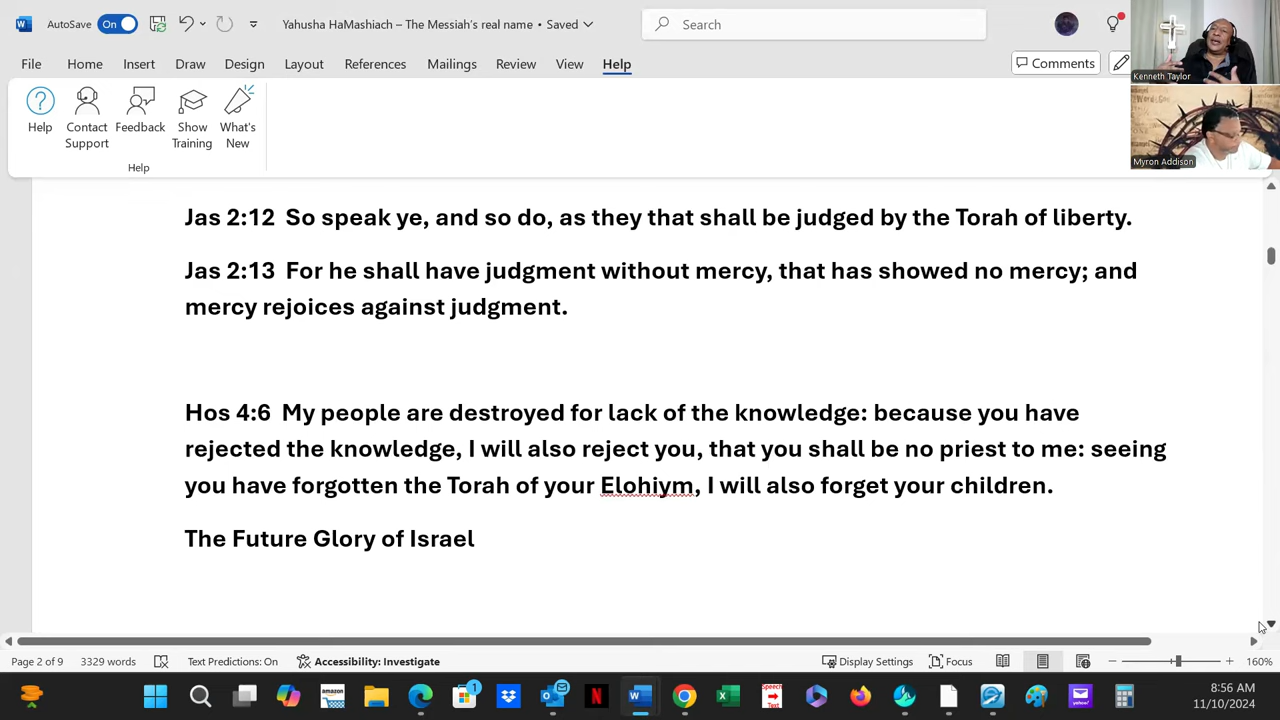 AutoSave On
Yahusha HaMashiach – The Messiah's real name • Saved
Search
File Home Insert Draw Design Layout References Mailings Review View Help
Comments
Kenneth Taylor
Myron Addison
Help
Contact Support
Feedback
Show Training
What's New
Help
Jas 2:12 So speak ye, and so do, as they that shall be judged by the Torah of liberty.
Jas 2:13 For he shall have judgment without mercy, that has showed no mercy; and
mercy rejoices against judgment.
Hos 4:6 My people are destroyed for lack of the knowledge: because you have
rejected the knowledge, I will also reject you, that you shall be no priest to me: seeing
you have forgotten the Torah of your Elohiym, I will also forget your children.
The Future Glory of Israel
Page 2 of 9 3329 words Text Predictions: On Accessibility: Investigate Display Settings Focus 160%
amazon
1
Speech
Text
yahoo!
8:56 AM
11/10/2024